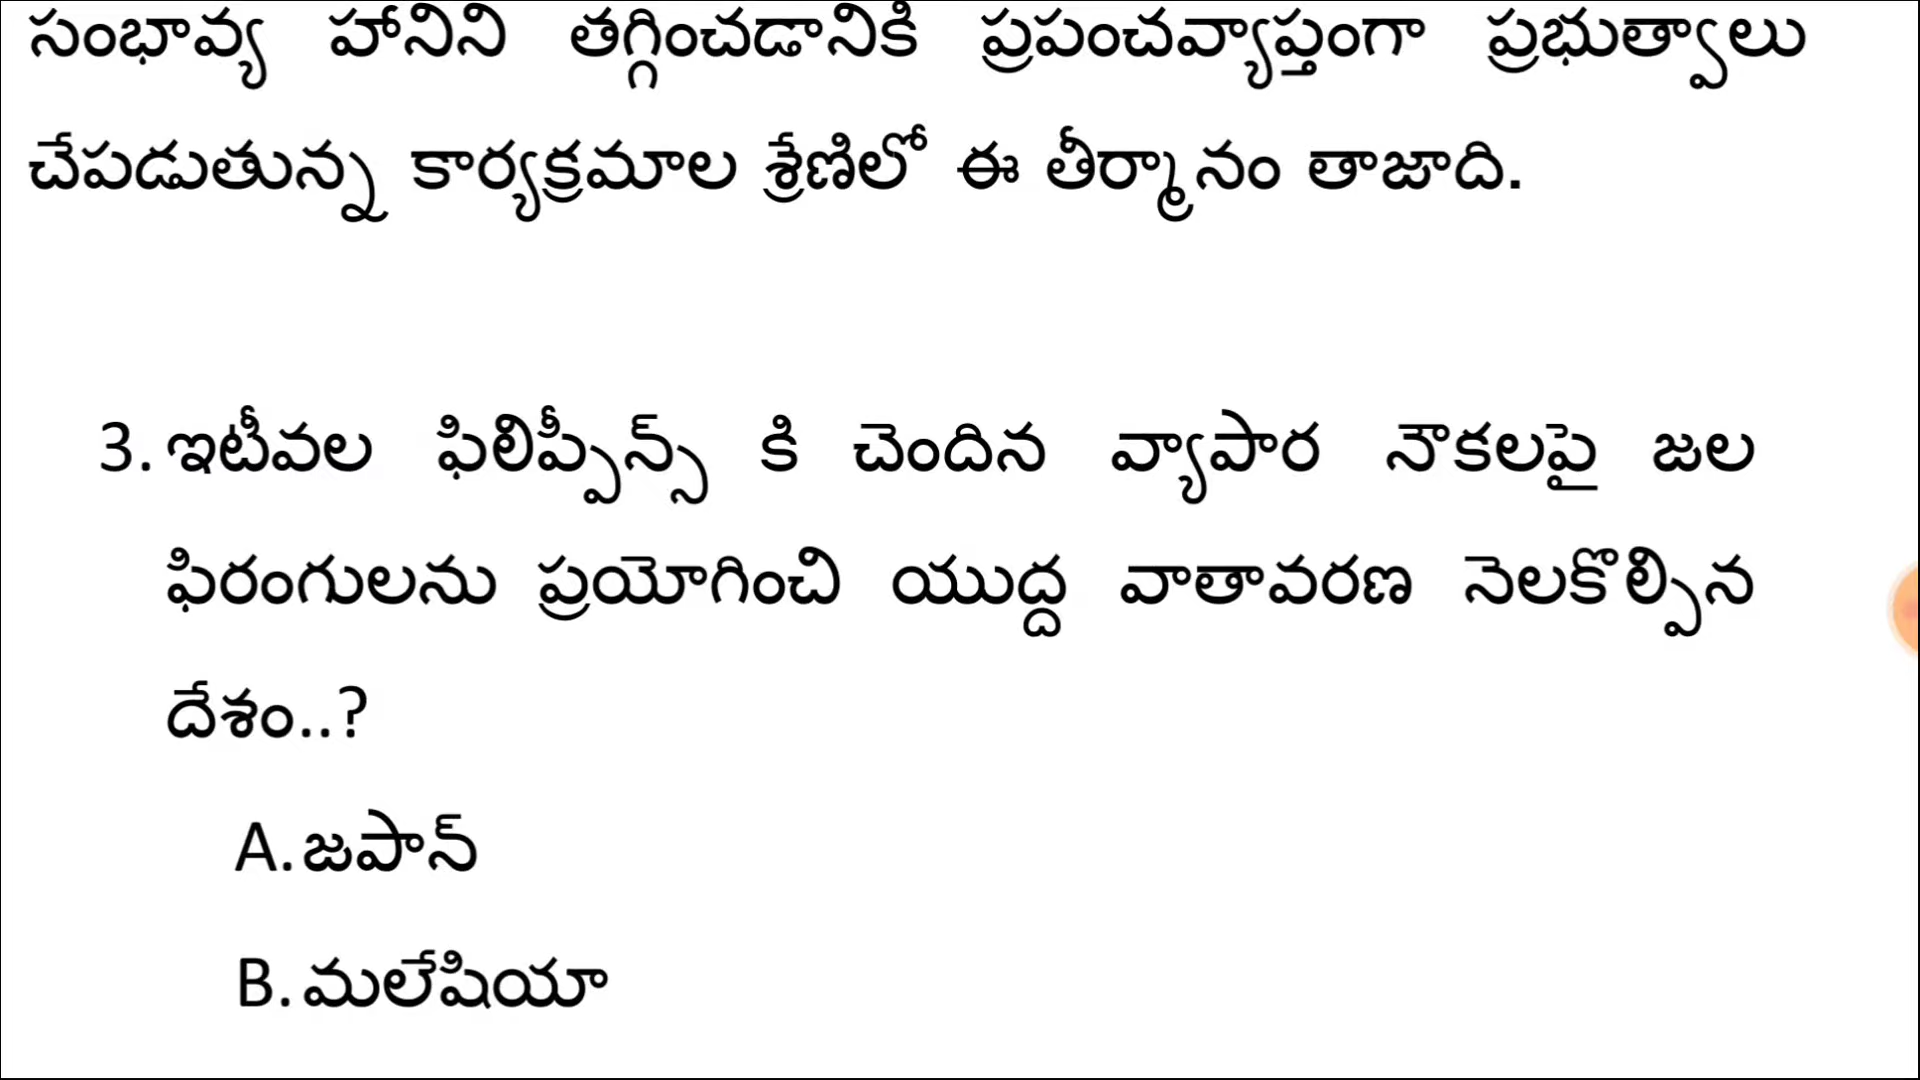 సంభావ్య హానిని తగ్గించడానికి ప్రపంచవ్యాప్తంగా ప్రభుత్వాలు
చేపడుతున్న కార్యక్రమాల శ్రేణిలో ఈ తీర్మానం తాజాది.
3. ఇటీవల ఫిలిప్పీన్స్ కి చెందిన వ్యాపార నౌకలపై జల
ఫిరంగులను ప్రయోగించి యుద్ద వాతావరణ నెలకొల్పిన
దేశం..?
A. జపాన్
B. మలేషియా